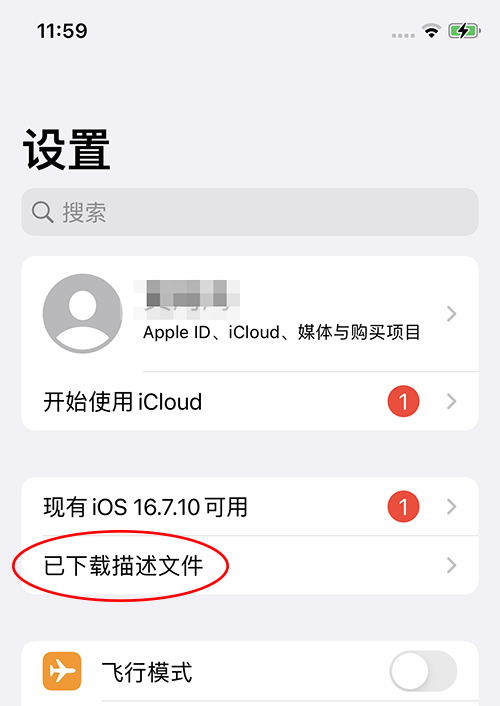 11:59
设置
搜索
Apple ID、iCloud、媒体与购买项目
开始使用 iCloud
1
现有 iOS 16.7.10 可用
1
已下载描述文件
飞行模式